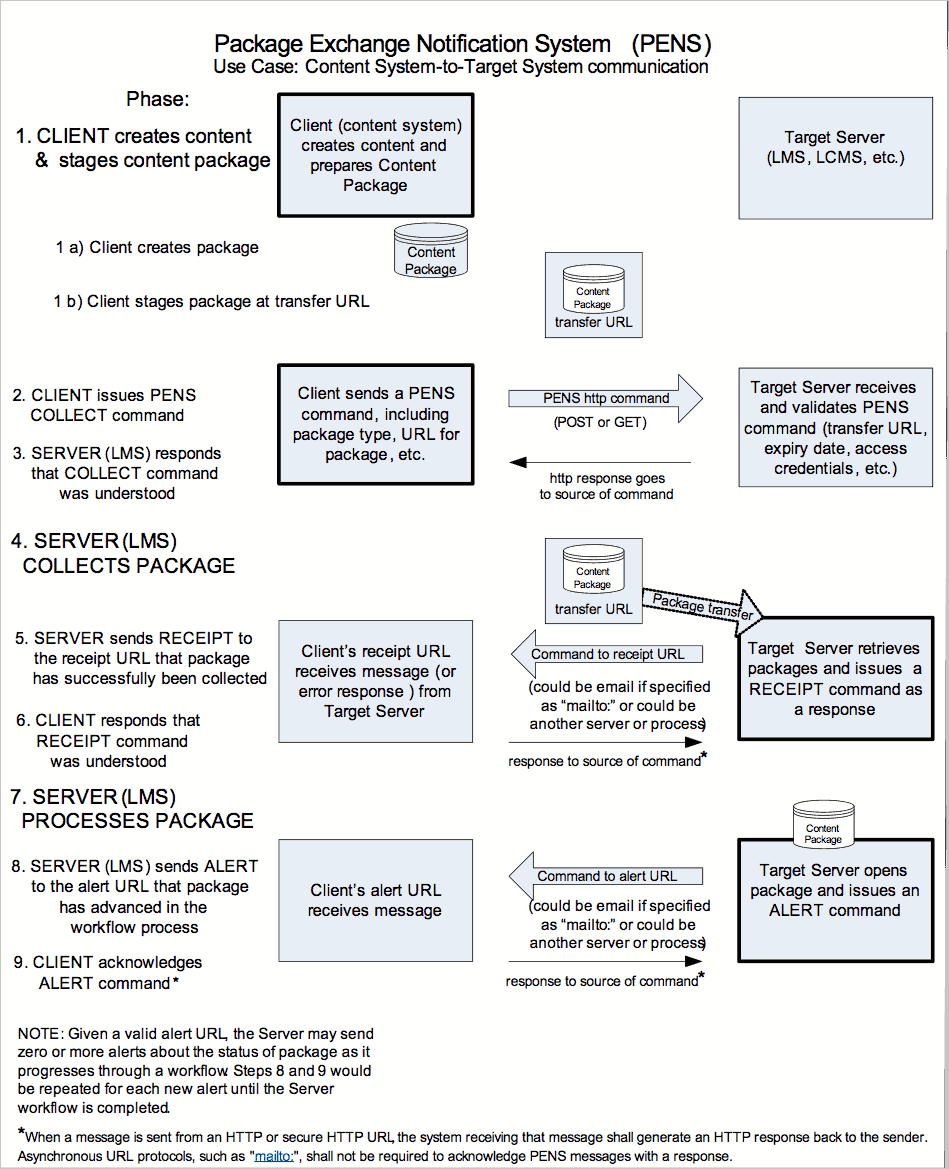 Package Exchange Notification System (PENS)
Use Case: Content System-to-Target System communication
Phase:
1. CLIENT creates content
& stages content package
Client (content system)
creates content and
prepares Content
Package
Target Server
(LMS, LCMS, etc.)
1 a) Client creates package
Content
Package
1 b) Client stages package at transfer URL
Content
Package
transfer URL
2. CLIENT issues PENS
COLLECT command
3. SERVER (LMS) responds
that COLLECT command
was understood
Client sends a PENS
command, including
package type, URL for
package, etc.
PENS http command
(POST or GET)
http response goes
to source of command
Target Server receives
and validates PENS
command (transfer URL,
expiry date, access
credentials, etc.)
4. SERVER (LMS)
COLLECTS PACKAGE
Content
Package
transfer URL
Package transfer
5. SERVER sends RECEIPT to
the receipt URL that package
has successfully been collected
6. CLIENT responds that
RECEIPT command
was understood
Client's receipt URL
receives message (or
error response ) from
Target Server
Command to receipt URL
(could be email if specified
as “mailto:” or could be
another server or process)
response to source of command*
Target Server retrieves
packages and issues a
RECEIPT command as
a response
7. SERVER (LMS)
PROCESSES PACKAGE
8. SERVER (LMS) sends ALERT
to the alert URL that package
has advanced in the
workflow process
9. CLIENT acknowledges
ALERT command *
Client's alert URL
receives message
Command to alert URL
(could be email if specified
as “mailto:” or could be
another server or process)
response to source of command*
Content
Package
Target Server opens
package and issues an
ALERT command
NOTE: Given a valid alert URL, the Server may send
zero or more alerts about the status of package as it
progresses through a workflow. Steps 8 and 9 would
be repeated for each new alert until the Server
workflow is completed.
*When a message is sent from an HTTP or secure HTTP URL, the system receiving that message shall generate an HTTP response back to the sender.
Asynchronous URL protocols, such as "mailto:", shall not be required to acknowledge PENS messages with a response.